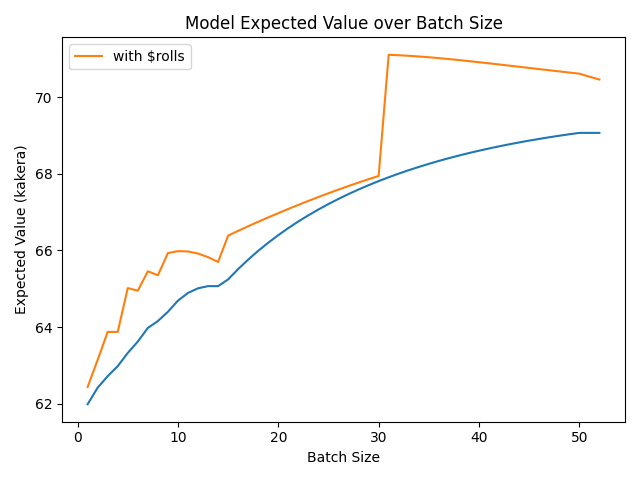 Model Expected Value over Batch Size
with $rolls
Expected Value (kakera)
70
68
66
64
62
0 10 20 30 40 50
Batch Size